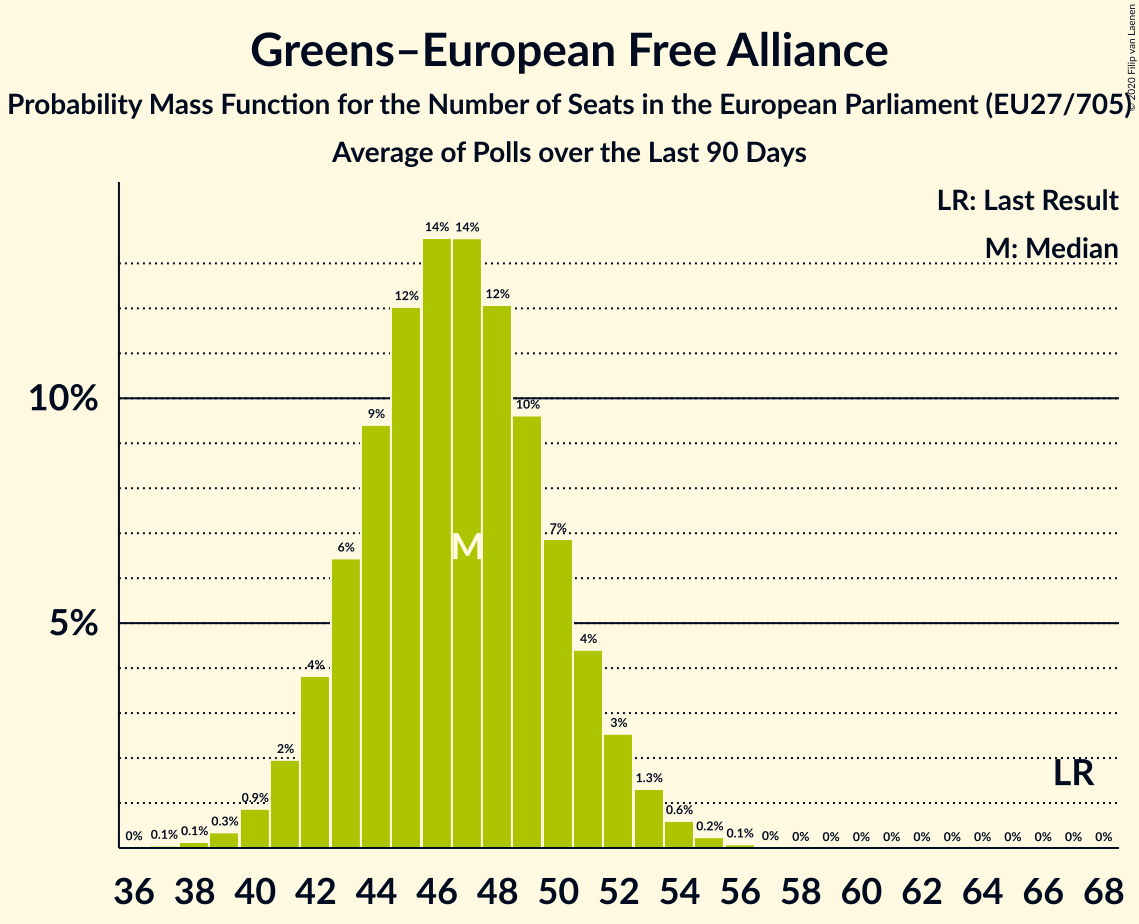 Greens–European Free Alliance
Probability Mass Function for the Number of Seats in the European Parliament (EU27/705)
Average of Polls over the Last 90 Days
© 2020 Filip van Laenen
LR: Last Result
M: Median
14% 14%
12% 12%
10%
10%
9%
7%
6%
M
5%
4%
4%
3%
2%
LR
1.3%
0.9%
0.6%
0% 0.1% 0.1% 0.3% 0.2% 0.1% 0% 0% 0% 0% 0% 0% 0% 0% 0% 0% 0% 0%
36 38 40 42 44 46 48 50 52 54 56 58 60 62 64 66 68